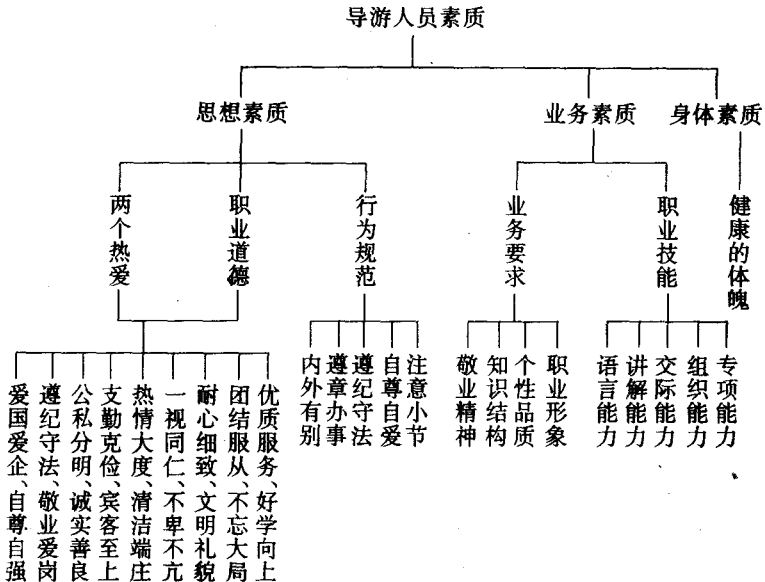 导游人员素质
思想素质
业务素质
身体素质
两个热爱
职业道德
行为规范
业务要求
职业技能
健康的体魄
爱国爱企、自尊自强
遵纪守法、敬业爱岗
公私分明、诚实善良
支勤克俭、宾客至上
热情大度、清洁端庄
一视同仁、不卑不亢
耐心细致、文明礼貌
团结服从、不忘大局
优质服务、好学向上
内外有别
遵章办事
遵纪守法
自尊自爱
注意小节
敬业精神
知识结构
个性品质
职业形象
语言能力
讲解能力
交际能力
组织能力
专项能力